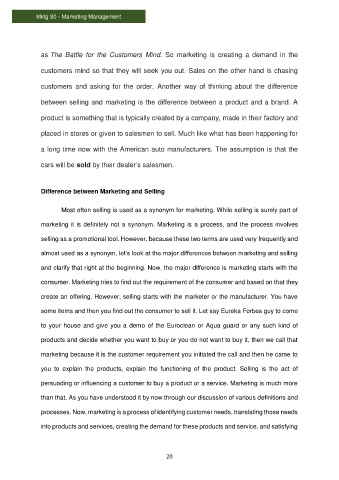 Mktg 80 - Marketing Management
as The Battle for the Customers Mind. So marketing is creating a demand in the
customers mind so that they will seek you out. Sales on the other hand is chasing
customers and asking for the order. Another way of thinking about the difference
between selling and marketing is the difference between a product and a brand. A
product is something that is typically created by a company, made in their factory and
placed in stores or given to salesmen to sell. Much like what has been happening for
a long time now with the American auto manufacturers. The assumption is that the
cars will be sold by their dealer's salesmen.
Difference between Marketing and Selling
Most often selling is used as a synonym for marketing. While selling is surely part of
marketing it is definitely not a synonym. Marketing is a process, and the process involves
selling as a promotional tool. However, because these two terms are used very frequently and
almost used as a synonym, let's look at the major differences between marketing and selling
and clarify that right at the beginning. Now, the major difference is marketing starts with the
consumer. Marketing tries to find out the requirement of the consumer and based on that they
create an offering. However, selling starts with the marketer or the manufacturer. You have
some items and then you find out the consumer to sell it. Let say Eureka Forbes guy to come
to your house and give you a demo of the Euroclean or Aqua guard or any such kind of
products and decide whether you want to buy or you do not want to buy it, then we call that
marketing because it is the customer requirement you initiated the call and then he came to
you to explain the products, explain the functioning of the product. Selling is the act of
persuading or influencing a customer to buy a product or a service. Marketing is much more
than that. As you have understood it by now through our discussion of various definitions and
processes. Now, marketing is a process of identifying customer needs, translating those needs
into products and services, creating the demand for these products and service, and satisfying
20